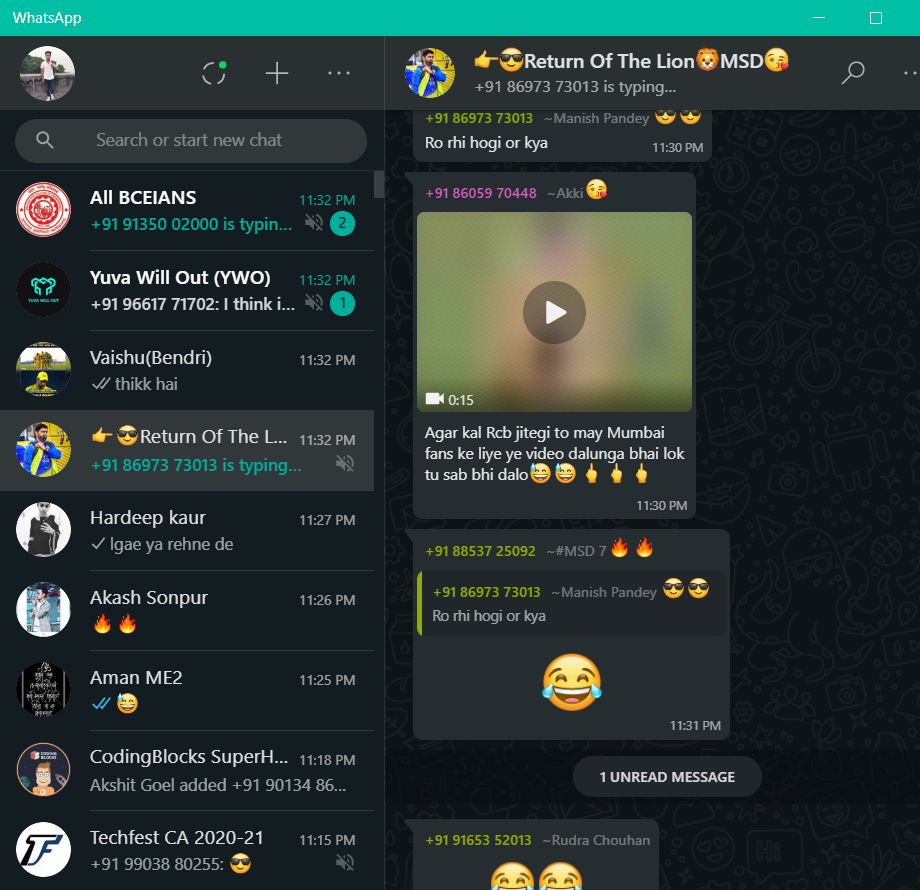 WhatsApp
Search or start new chat
All BCEIANS
11:32 PM
+91 91350 02000 is typin...
2
Yuva Will Out (YWO)
11:32 PM
+91 96617 71702: I think i...
1
YUVA WILL OUT
Vaishu(Bendri)
11:32 PM
thikk hai
👉😎Return Of The L...
11:32 PM
+91 86973 73013 is typing...
Hardeep kaur
11:27 PM
lgae ya rehne de
Akash Sonpur
11:26 PM
🔥🔥
Aman ME2
11:25 PM
😅
CodingBlocks SuperH...
11:18 PM
Akshit Goel added +91 90134 86...
CODING BLOCKS
Techfest CA 2020-21
11:15 PM
+91 99038 80255: 😎
👉😎Return Of The Lion🦁MSD😘
+91 86973 73013 is typing...
+91 86973 73013 ~Manish Pandey 😎😎
Ro rhi hogi or kya
11:30 PM
+91 86059 70448 ~Akki😘
0:15
Agar kal Rcb jitegi to may Mumbai
fans ke liye ye video dalunga bhai lok
tu sab bhi dalo😅😅👆👆👆
11:30 PM
+91 88537 25092 ~#MSD 7🔥🔥
+91 86973 73013 ~Manish Pandey 😎😎
Ro rhi hogi or kya
😂
11:31 PM
1 UNREAD MESSAGE
+91 91653 52013 ~Rudra Chouhan
😂😂